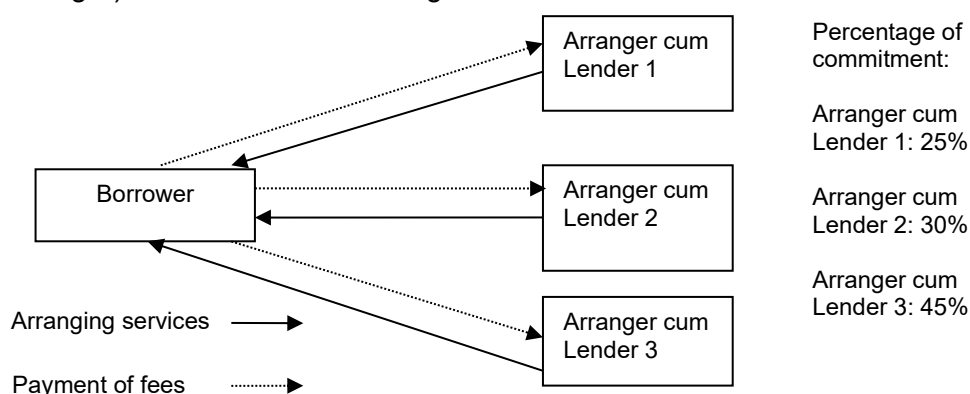 Arranger cum
Lender 1
Borrower
Arranger cum
Lender 2
Arranger cum
Lender 3
Arranging services
Payment of fees
Percentage of
commitment:
Arranger cum
Lender 1: 25%
Arranger cum
Lender 2: 30%
Arranger cum
Lender 3: 45%